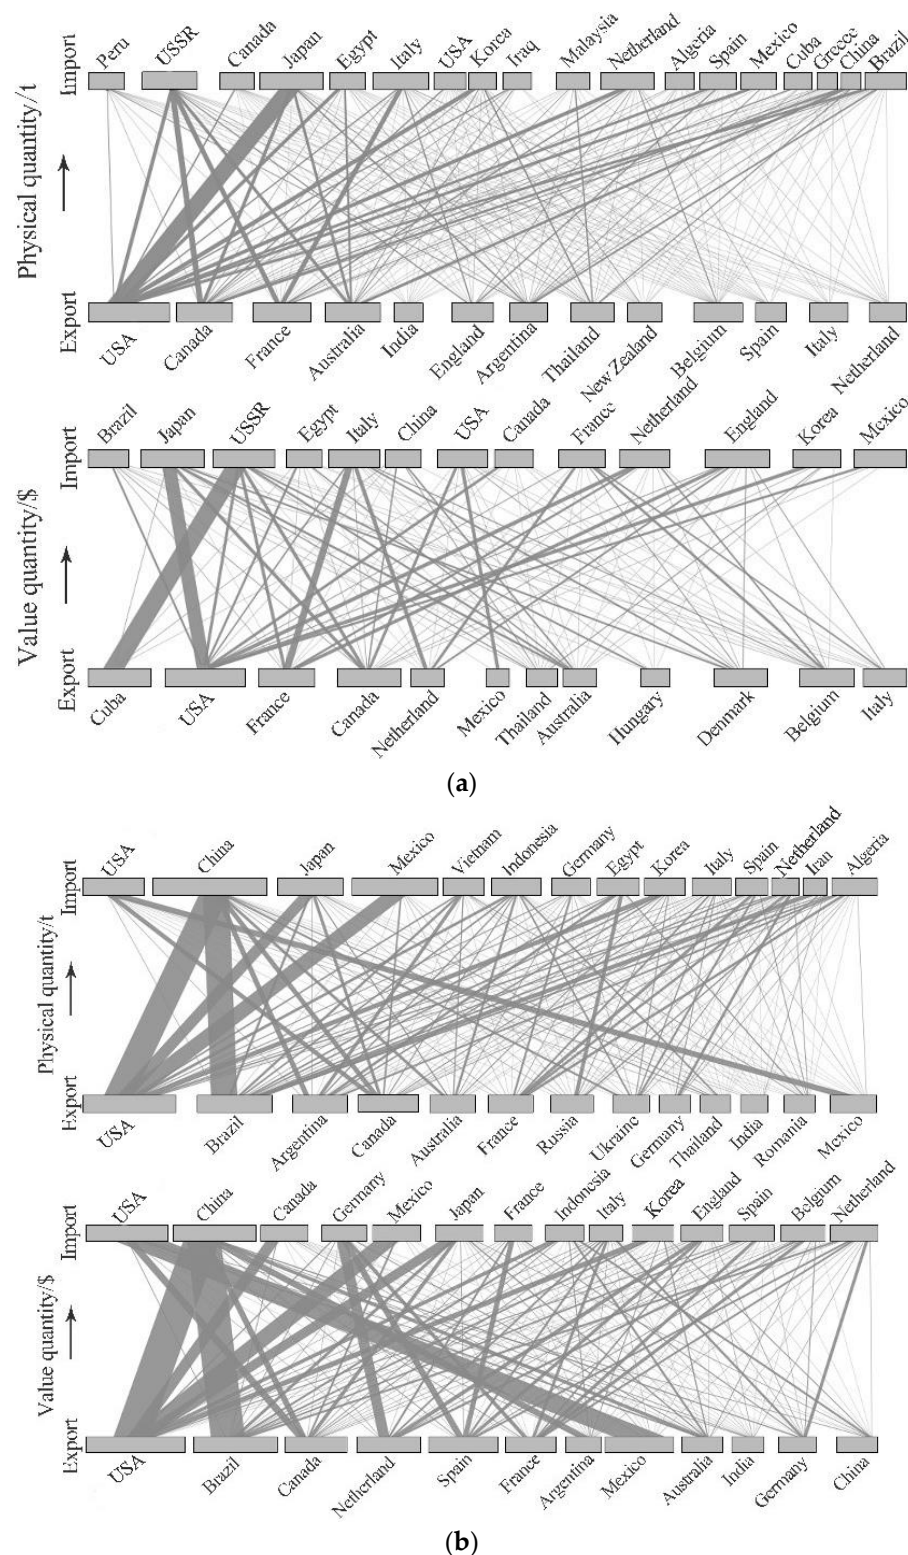 Import
Peru
USSR
Canada
Japan
Egypt
Italy
USA
Korea
Iraq
Malaysia
Netherland
Algeria
Spain
Mexico
Cuba
Greece
China
Brazil
Physical quantity/t
Export
USA
Canada
France
Australia
India
England
Argentina
Thailand
New Zealand
Belgium
Spain
Italy
Netherland
Import
Brazil
Japan
USSR
Egypt
Italy
China
USA
Canada
France
Netherland
England
Korea
Mexico
Value quantity/$
Export
Cuba
USA
France
Canada
Netherland
Mexico
Thailand
Australia
Hungary
Denmark
Belgium
Italy
(a)
Import
USA
China
Japan
Mexico
Vietnam
Indonesia
Germany
Egypt
Korea
Italy
Spain
Netherland
Iran
Algeria
Physical quantity/t
Export
USA
Brazil
Argentina
Canada
Australia
France
Russia
Ukraine
Germany
Thailand
India
Romania
Mexico
Import
USA
China
Canada
Germany
Mexico
Japan
France
Indonesia
Italy
Korea
England
Spain
Belgum
Netherland
Value quantity/$
Export
USA
Brazil
Canada
Netherland
Spain
France
Argentina
Mexico
Australia
India
Germany
China
(b)